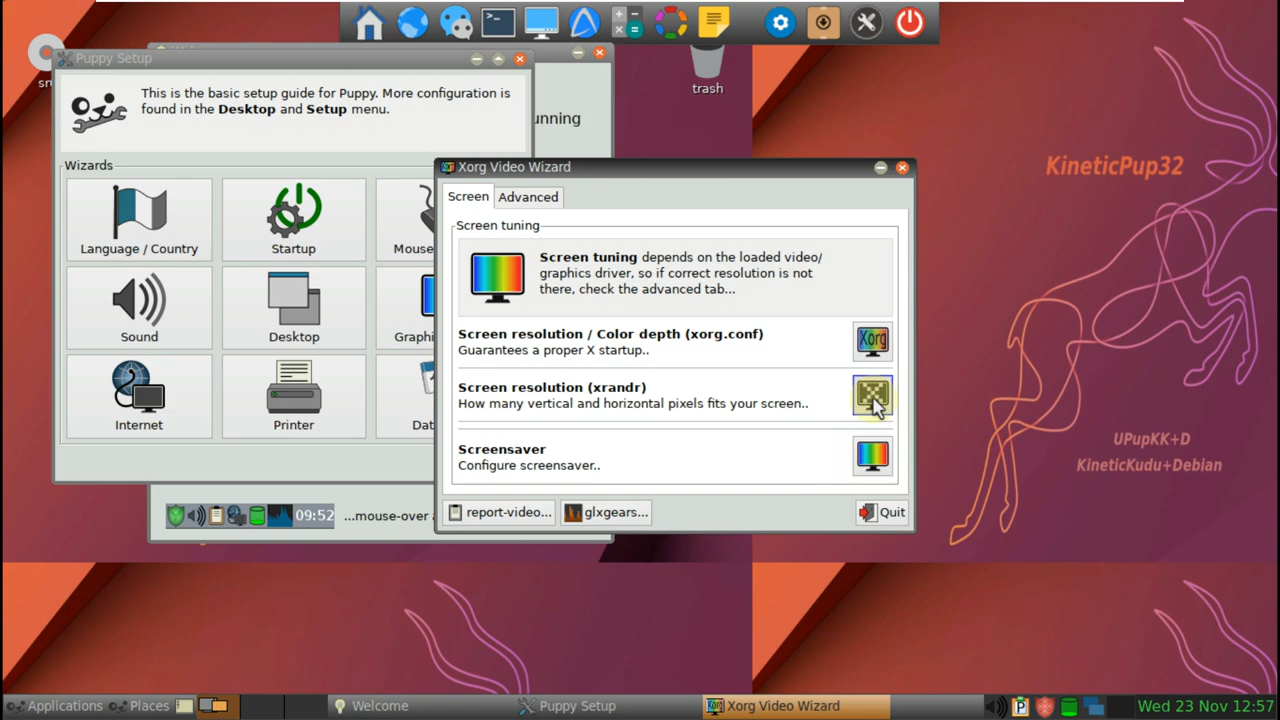 sr
trash
Puppy Setup
This is the basic setup guide for Puppy. More configuration is
found in the Desktop and Setup menu.
unning
Wizards
Language / Country
Startup
Mouse
Sound
Desktop
Graphi
Internet
Printer
Dat
09:52
...mouse-over
Xorg Video Wizard
Screen
Advanced
Screen tuning
Screen tuning depends on the loaded video/
graphics driver, so if correct resolution is not
there, check the advanced tab...
Screen resolution / Color depth (xorg.conf)
Guarantees a proper X startup..
Xorg
Screen resolution (xrandr)
How many vertical and horizontal pixels fits your screen..
Screensaver
Configure screensaver..
report-video...
glxgears...
Quit
KineticPup32
UPupKK+D
KineticKudu+Debian
Applications
Places
Welcome
Puppy Setup
Xorg Video Wizard
Wed 23 Nov 12:57